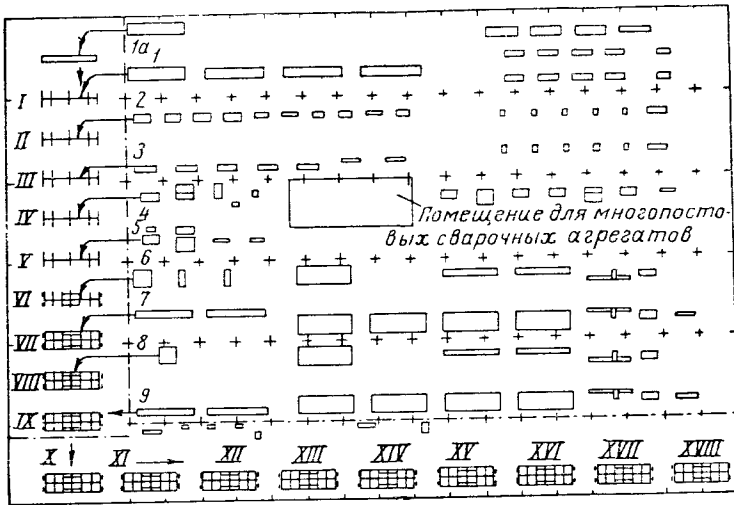 1а
1
I
2
II
3
III
IV
4
Помещение для многопосто-
вых сварочных агрегатов
5
V
6
VI
7
VII
8
VIII
9
IX
X
XI
XII
XIII
XIV
XV
XVI
XVII
XVIII